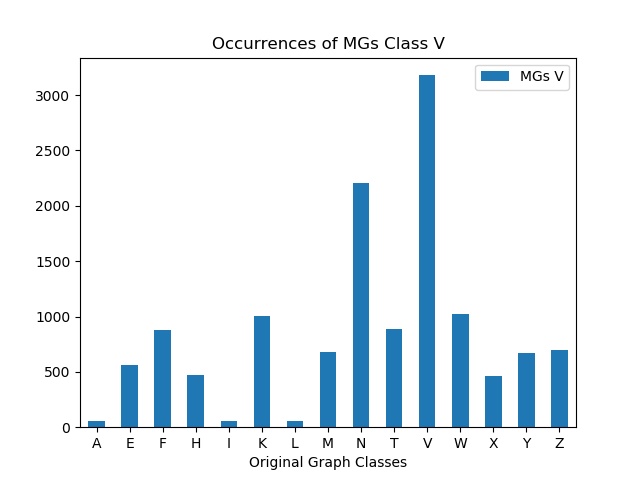 Occurrences of MGs Class V
MGs V
3000
2500
2000
1500
1000
500
0
A E F H I K L M N T V W X Y Z
Original Graph Classes